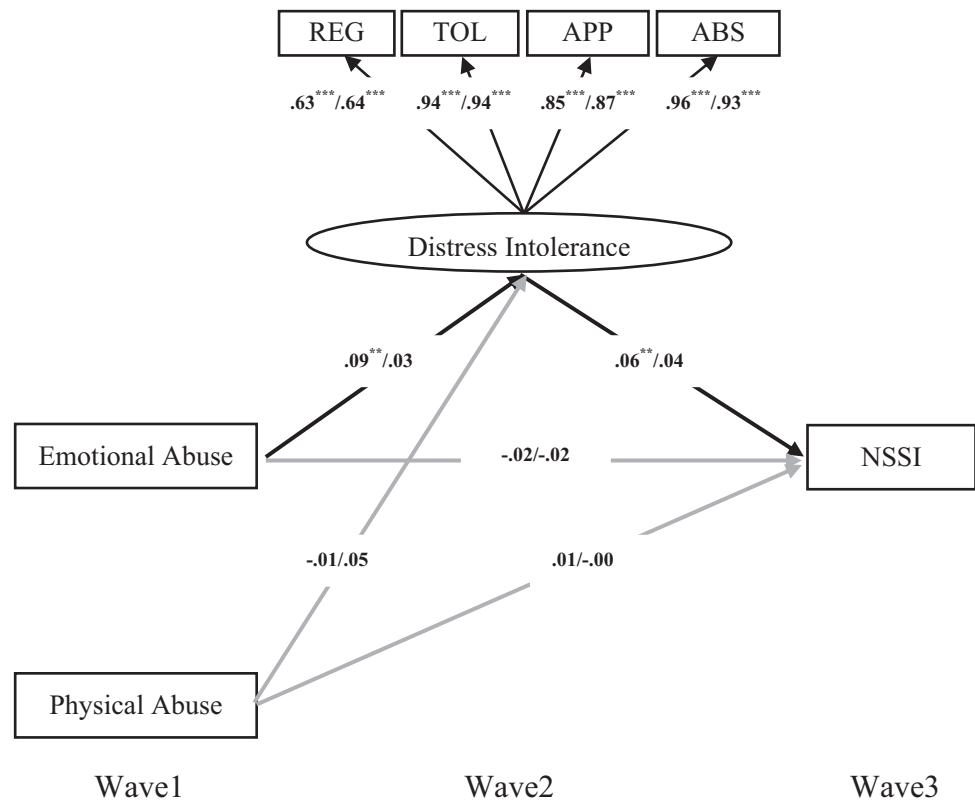 REG TOL APP ABS
.63***/.64*** .94***/.94*** .85***/.87*** .96***/.93***
Distress Intolerance
.09**/.03 .06**/.04
Emotional Abuse -.02/-.02 NSSI
-.01/.05 .01/-.00
Physical Abuse
Wave1 Wave2 Wave3